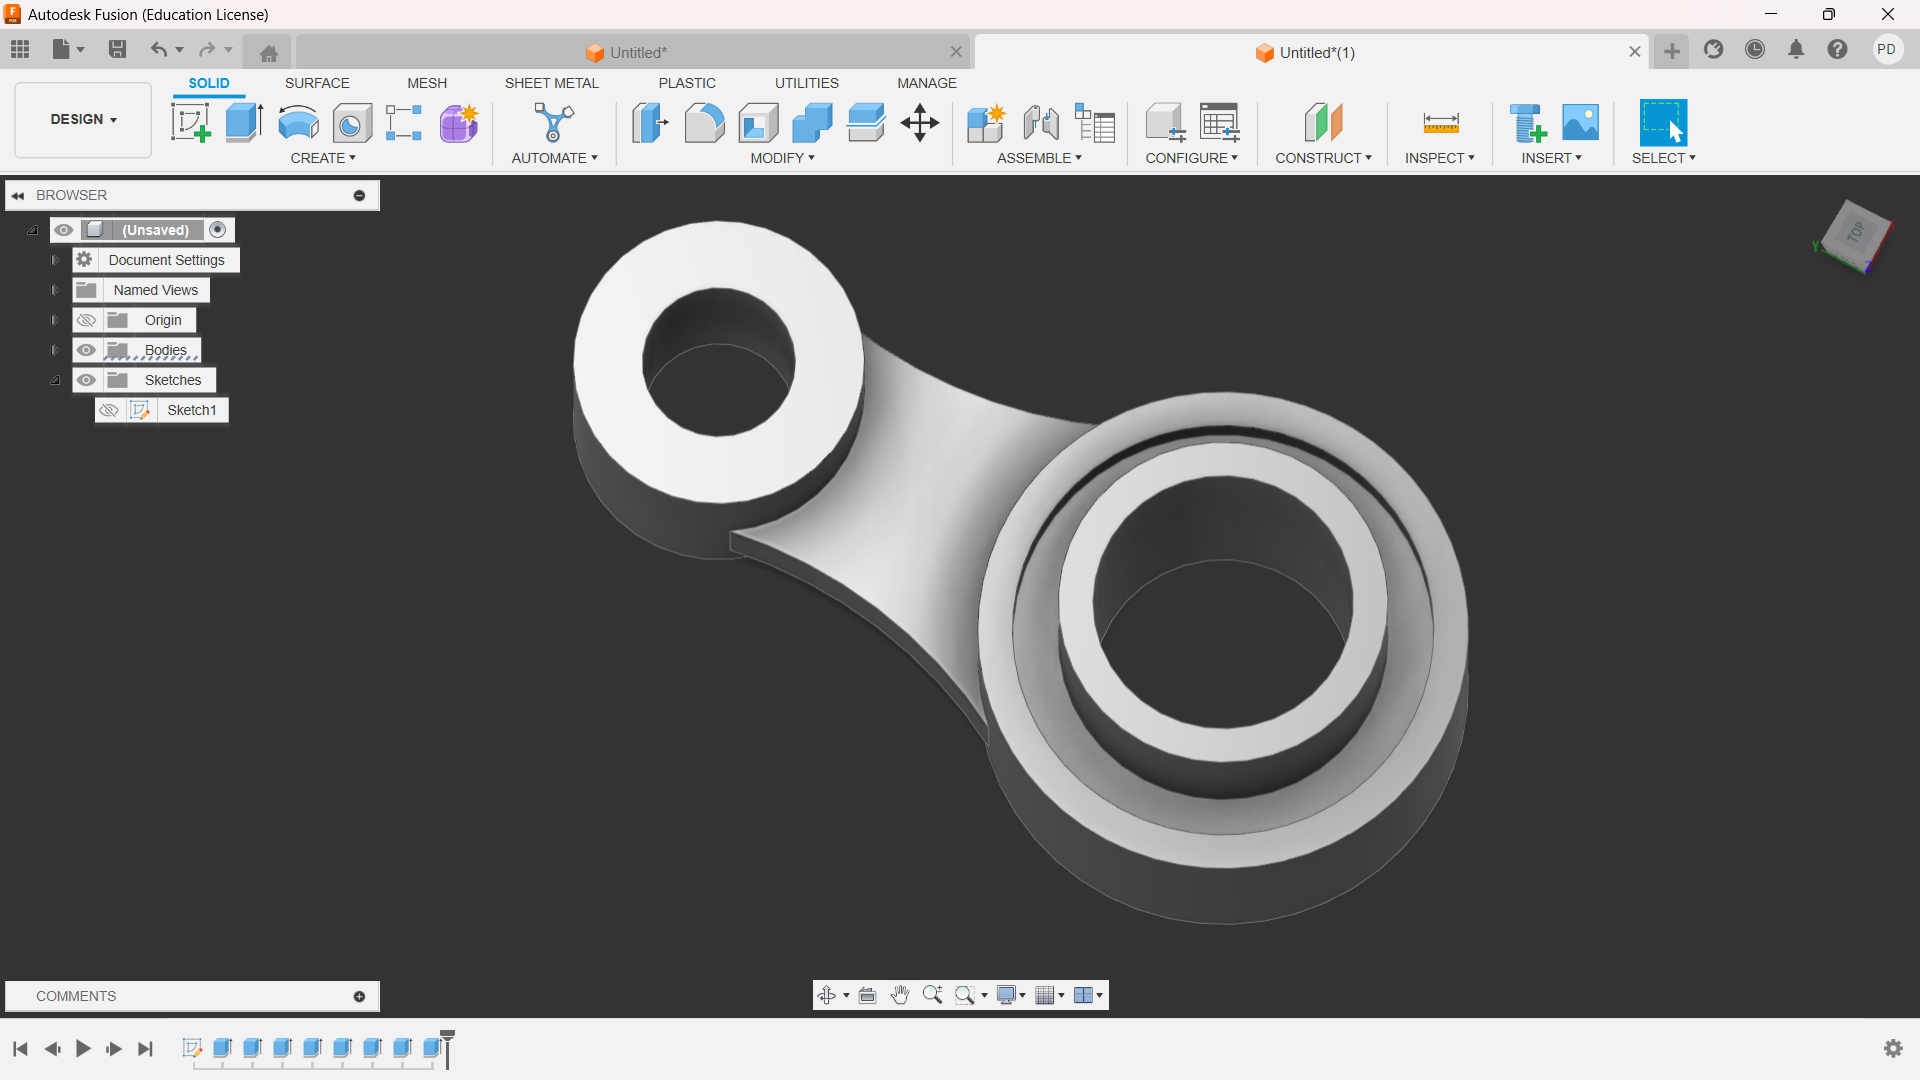 Autodesk Fusion (Education License)
Untitled*
Untitled*(1)
PD
SOLID SURFACE MESH SHEET METAL PLASTIC UTILITIES MANAGE
DESIGN
CREATE AUTOMATE MODIFY ASSEMBLE CONFIGURE CONSTRUCT INSPECT INSERT SELECT
BROWSER
(Unsaved)
Document Settings
Named Views
Origin
Bodies
Sketches
Sketch1
TOP
Y
Z
COMMENTS